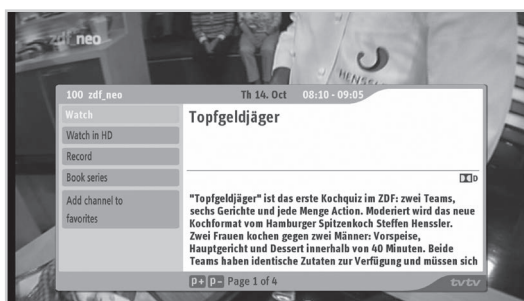 zdf_neo
HENSSLE
100 zdf_neo Th 14. Oct 08:10 - 09:05
Watch
Watch in HD
Record
Book series
Add channel to
favorites
Topfgeldjäger
D
"Topfgeldjäger" ist das erste Kochquiz im ZDF: zwei Teams,
sechs Gerichte und jede Menge Action. Moderiert wird das neue
Kochformat vom Hamburger Spitzenkoch Steffen Henssler.
Zwei Frauen kochen gegen zwei Männer: Vorspeise,
Hauptgericht und Dessert innerhalb von 40 Minuten. Beide
Teams haben identische Zutaten zur Verfügung und müssen sich
p+ p- Page 1 of 4
tvtv